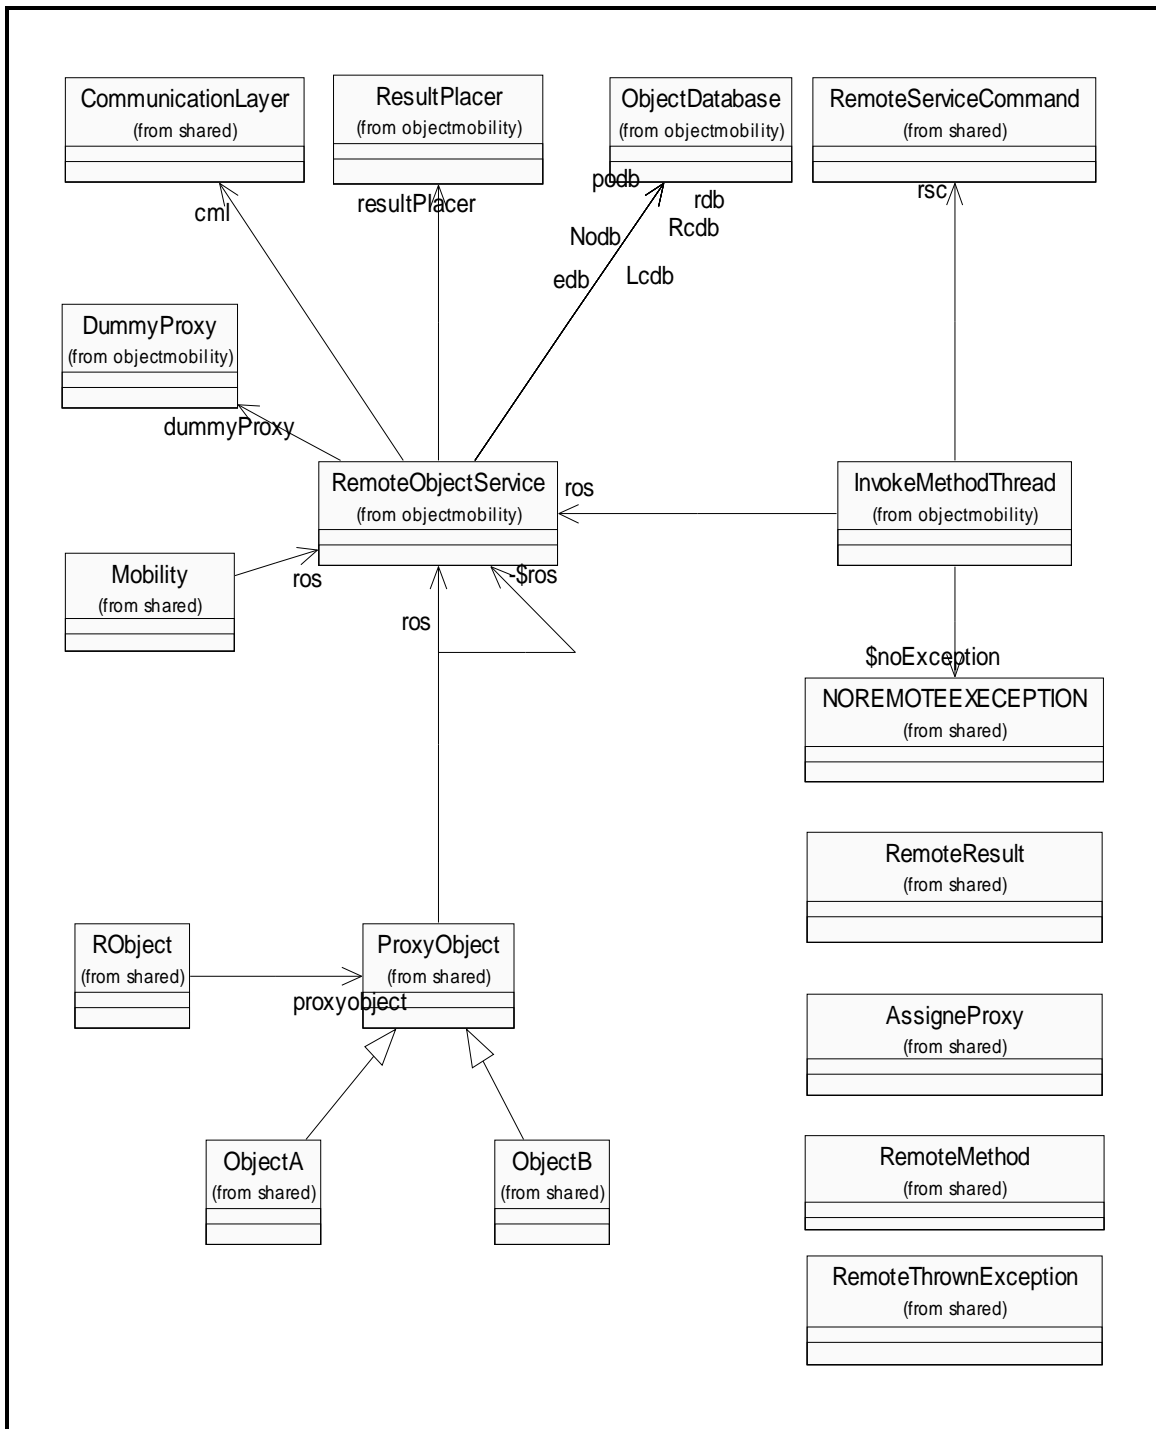 CommunicationLayer
(from shared)
ResultPlacer
(from objectmobility)
ObjectDatabase
(from objectmobility)
RemoteServiceCommand
(from shared)
cml
resultPlacer
podb
rdb
Rcdb
Nodb
edb
Lcdb
rsc
DummyProxy
(from objectmobility)
dummyProxy
RemoteObjectService
(from objectmobility)
ros
InvokeMethodThread
(from objectmobility)
Mobility
(from shared)
ros
-$ros
ros
$noException
NOREMOTEEXECEPTION
(from shared)
RemoteResult
(from shared)
RObject
(from shared)
proxyobject
ProxyObject
(from shared)
AssigneProxy
(from shared)
ObjectA
(from shared)
ObjectB
(from shared)
RemoteMethod
(from shared)
RemoteThrownException
(from shared)